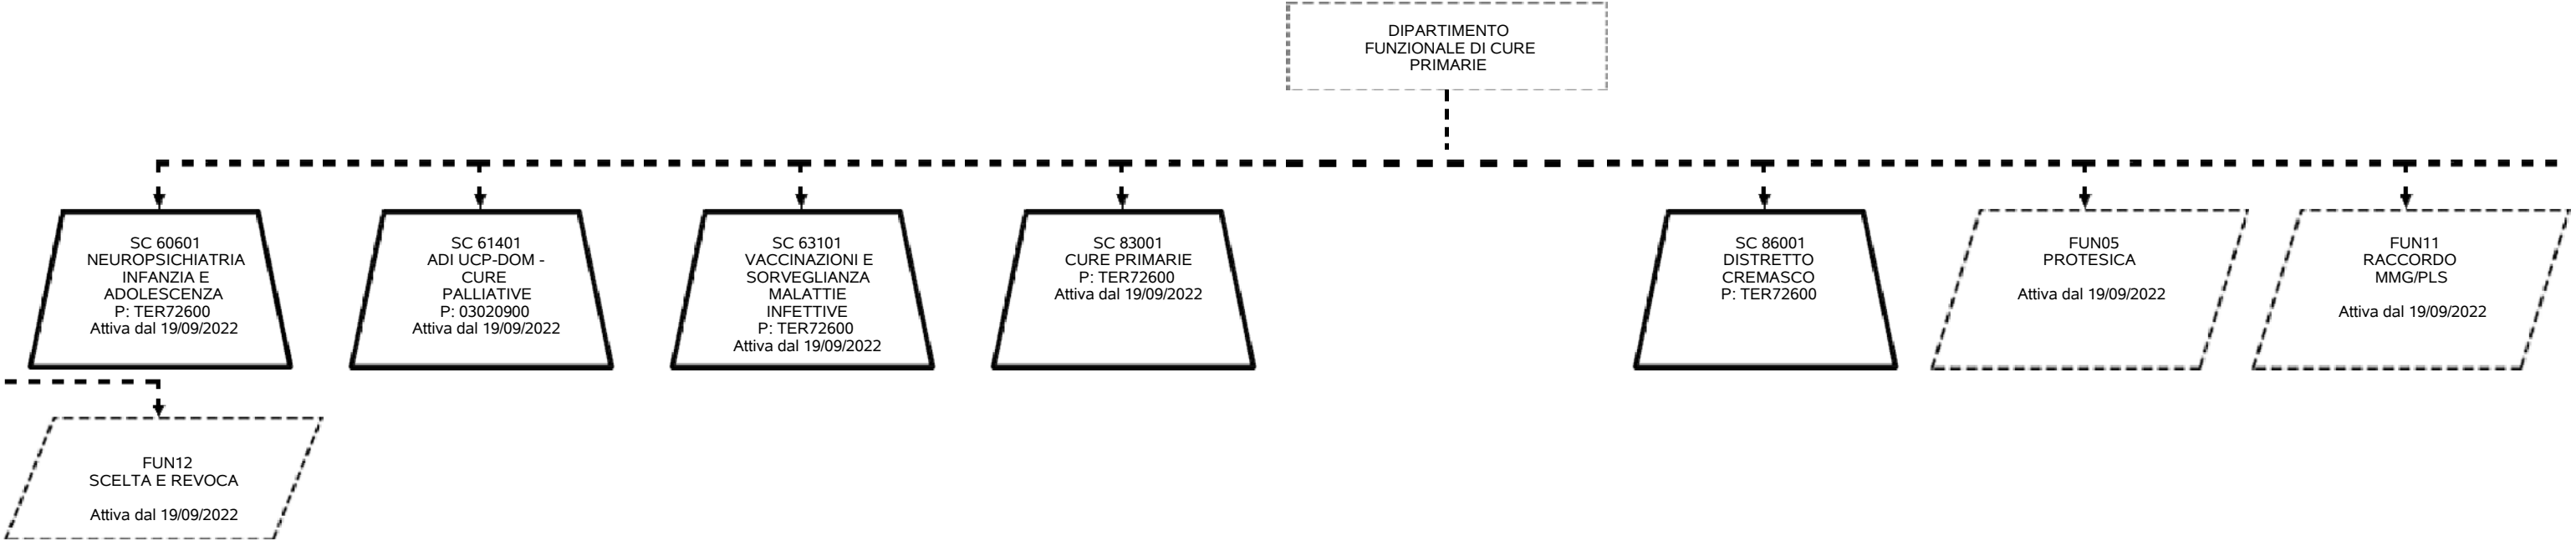 DIPARTIMENTO
FUNZIONALE DI CURE
PRIMARIE
SC 60601
NEUROPSICHIATRIA
INFANZIA E
ADOLESCENZA
P: TER72600
Attiva dal 19/09/2022
SC 61401
ADI UCP-DOM -
CURE
PALLIATIVE
P: 03020900
Attiva dal 19/09/2022
SC 63101
VACCINAZIONI E
SORVEGLIANZA
MALATTIE
INFETTIVE
P: TER72600
Attiva dal 19/09/2022
SC 83001
CURE PRIMARIE
P: TER72600
Attiva dal 19/09/2022
SC 86001
DISTRETTO
CREMASCO
P: TER72600
FUN05
PROTESICA
Attiva dal 19/09/2022
FUN11
RACCORDO
MMG/PLS
Attiva dal 19/09/2022
FUN12
SCELTA E REVOCA
Attiva dal 19/09/2022